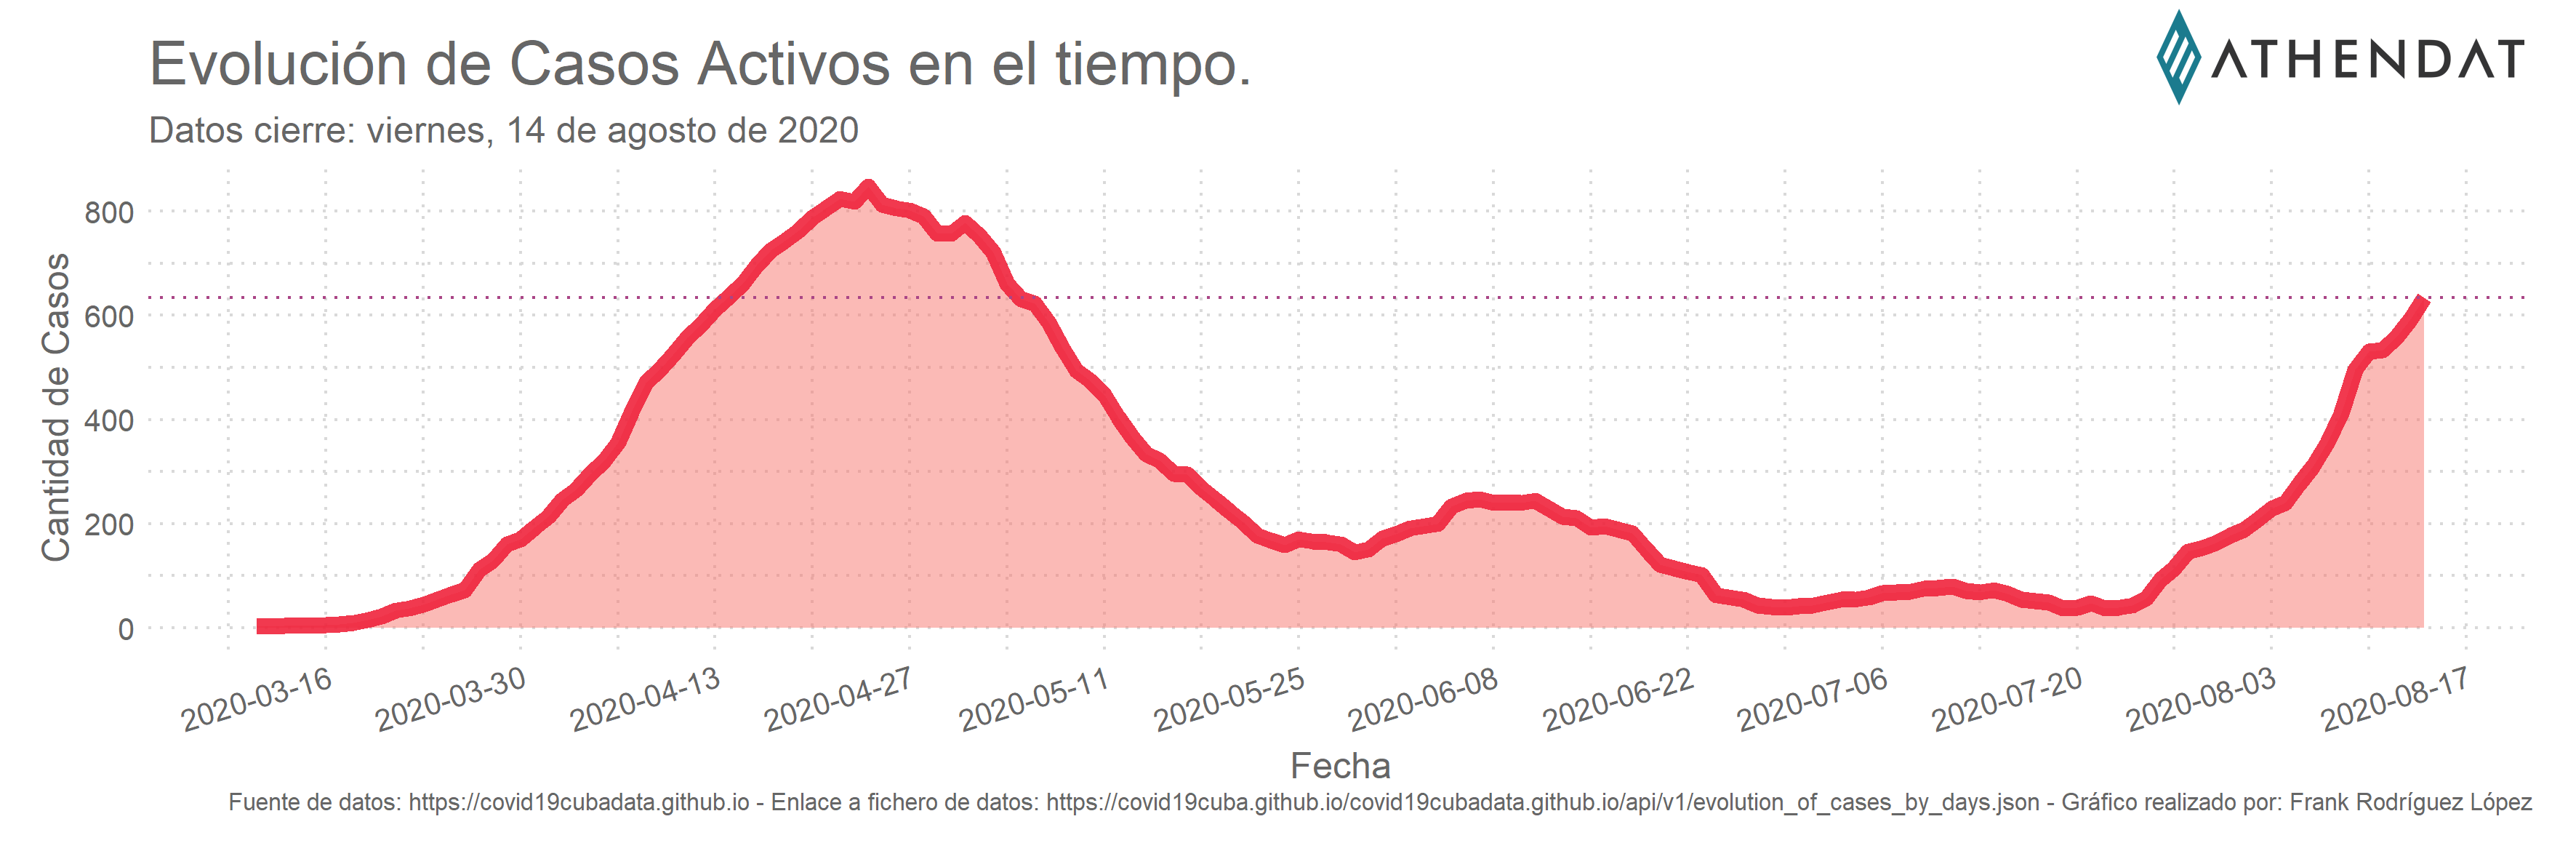 Evolución de Casos Activos en el tiempo.
ATHENDAT
Datos cierre: viernes, 14 de agosto de 2020
Cantidad de Casos
800
600
400
200
0
2020-03-16
2020-03-30
2020-04-13
2020-04-27
2020-05-11
2020-05-25
2020-06-08
2020-06-22
2020-07-06
2020-07-20
2020-08-03
2020-08-17
Fecha
Fuente de datos: https://covid19cubadata.github.io - Enlace a fichero de datos: https://covid19cuba.github.io/covid19cubadata.github.io/api/v1/evolution_of_cases_by_days.json - Gráfico realizado por: Frank Rodríguez López